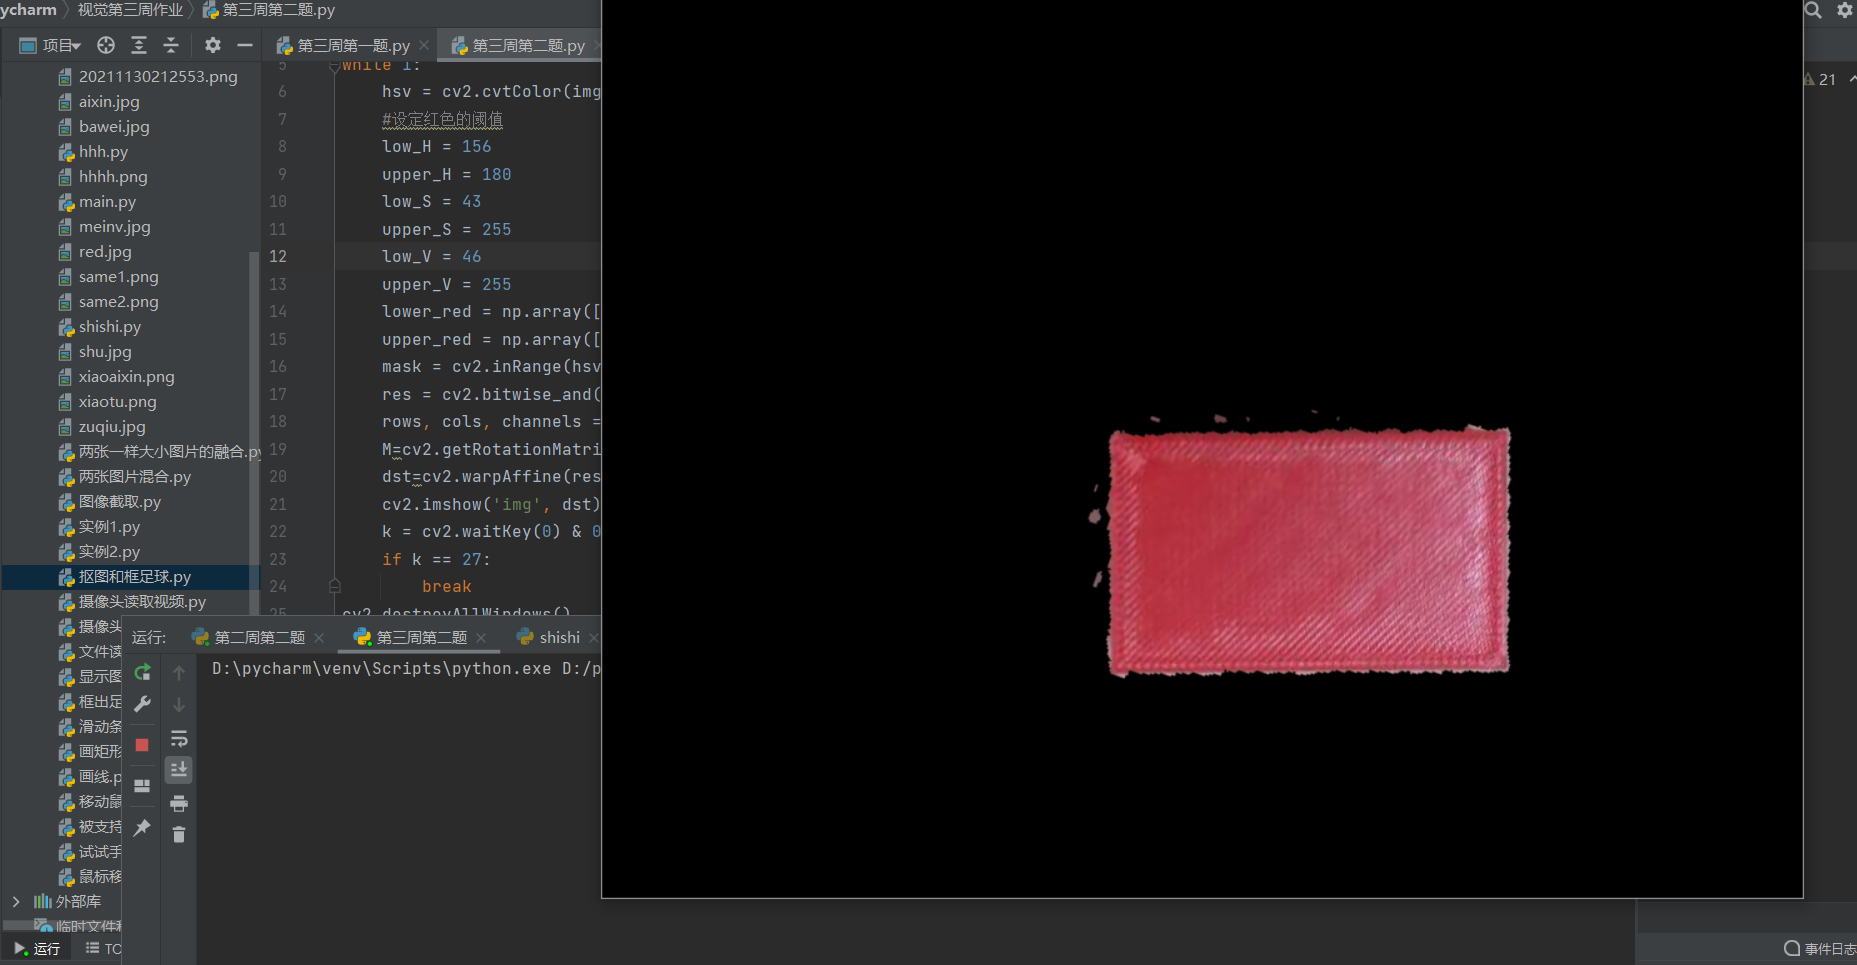 ycharm 〉 视觉第三周作业 〉 第三周第二题.py
项目
第三周第一题.py
第三周第二题.py
21
20211130212553.png
aixin.jpg
bawei.jpg
hhh.py
hhhh.png
main.py
meinv.jpg
red.jpg
same1.png
same2.png
shishi.py
shu.jpg
xiaoaixin.png
xiaotu.png
zuqiu.jpg
两张一样大小图片的融合.py
两张图片混合.py
图像截取.py
实例1.py
实例2.py
抠图和框足球.py
摄像头读取视频.py
摄像头
文件读
显示图
框出足
滑动条
画矩形
画线.p
移动鼠
被支持
试试手
鼠标移
外部库
临时文件和
5 while 1:
6 hsv = cv2.cvtColor(img
7 #设定红色的阈值
8 low_H = 156
9 upper_H = 180
10 low_S = 43
11 upper_S = 255
12 low_V = 46
13 upper_V = 255
14 lower_red = np.array([
15 upper_red = np.array([
16 mask = cv2.inRange(hsv
17 res = cv2.bitwise_and(
18 rows, cols, channels =
19 M=cv2.getRotationMatri
20 dst=cv2.warpAffine(res
21 cv2.imshow('img', dst)
22 k = cv2.waitKey(0) & 0
23 if k == 27:
24 break
25 cv2.destroyAllWindows()
运行:
第二周第二题
第三周第二题
shishi
D:\pycharm\venv\Scripts\python.exe D:/p
运行
TO
事件日志